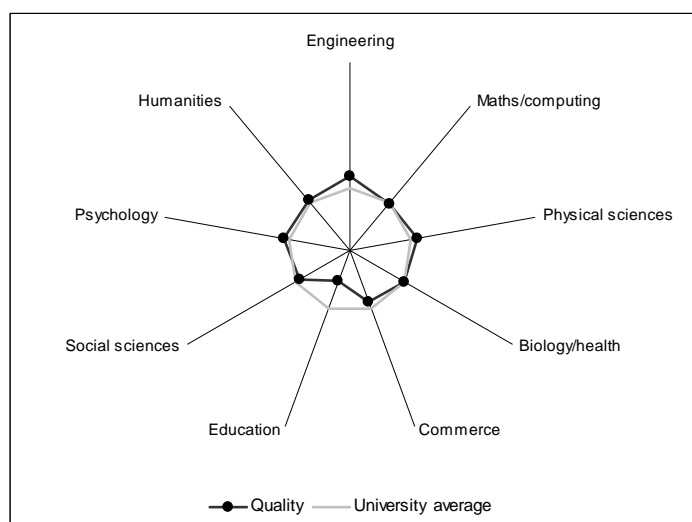 Engineering
Humanities
Maths/computing
Psychology
Physical sciences
Social sciences
Biology/health
Education
Commerce
Quality
University average